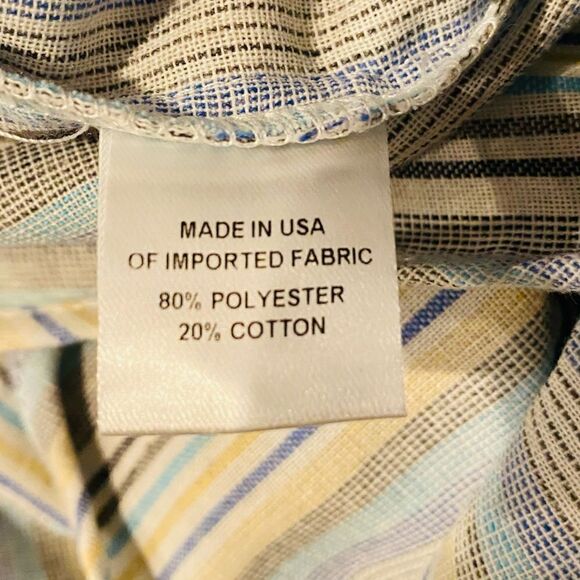 MADE IN USA
OF IMPORTED FABRIC
80% POLYESTER
20% COTTON